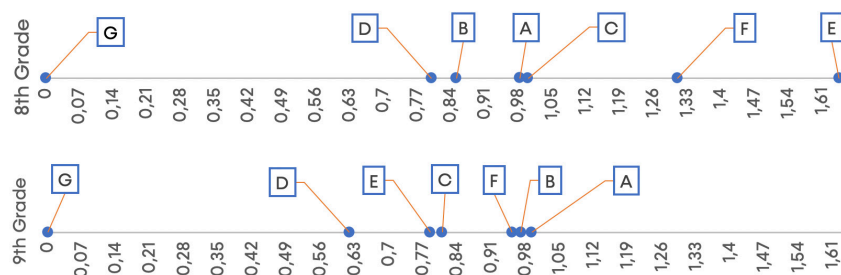 G D B A C F E
8th Grade
0 0,07 0,14 0,21 0,28 0,35 0,42 0,49 0,56 0,63 0,7 0,77 0,84 0,91 0,98 1,05 1,12 1,19 1,26 1,33 1,4 1,47 1,54 1,61
G D E C F B A
9th Grade
0 0,07 0,14 0,21 0,28 0,35 0,42 0,49 0,56 0,63 0,7 0,77 0,84 0,91 0,98 1,05 1,12 1,19 1,26 1,33 1,4 1,47 1,54 1,61